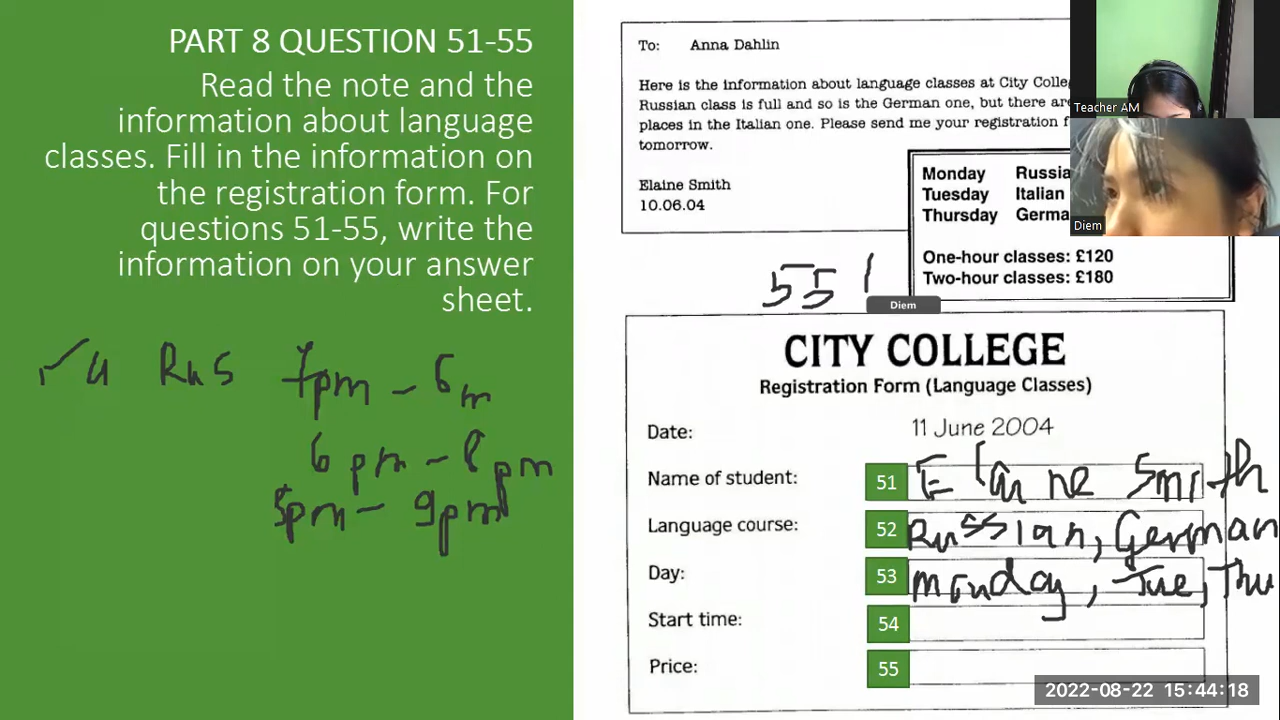 PART 8 QUESTION 51-55
Read the note and the
information about language
classes. Fill in the information on
the registration form. For
questions 51-55, write the
information on your answer
sheet.
Rus 7pm - 6m
6 pm - 8 pm
5pm - 9pm
To: Anna Dahlin
Here is the information about language classes at City
Russian class is full and so is the German one, but there are
places in the Italian one. Please send me your registration
tomorrow.
Elaine Smith
10.06.04
Monday
Tuesday Italian
Thursday
One-hour classes: £120
Two-hour classes: £180
55
Teacher AM
Diem
Diem
CITY COLLEGE
Registration Form (Language Classes)
Date: 11 June 2004
Name of student: 51 Elaine Smith
Language course: 52 Russian, German
Day: 53 monday, Tue, Thu
Start time: 54
Price: 55
2022-08-22 15:44:18